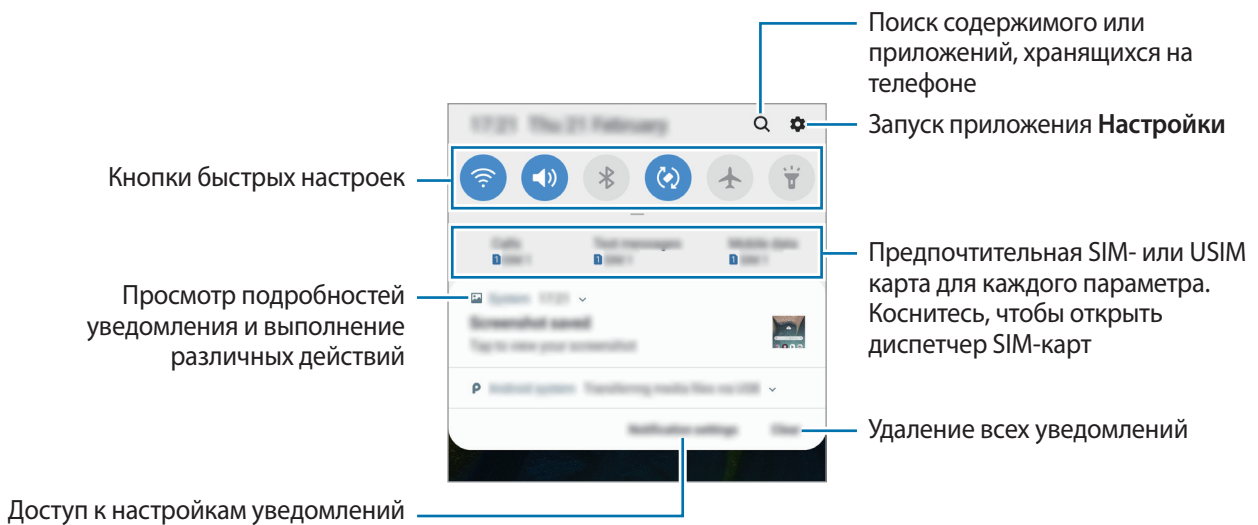 Поиск содержимого или
приложений, хранящихся на
телефоне
17:21 Thu 21 February
Запуск приложения Настройки
Кнопки быстрых настроек
Calls
Text messages
Mobile data
1 SIM 1
1 SIM 1
1 SIM 1
Предпочтительная SIM- или USIM
карта для каждого параметра.
Коснитесь, чтобы открыть
диспетчер SIM-карт
Просмотр подробностей
уведомления и выполнение
различных действий
System 17:21
Screenshot saved
Tap to view your screenshot
Android system Transferring media files via USB
Notification settings
Clear
Удаление всех уведомлений
Доступ к настройкам уведомлений